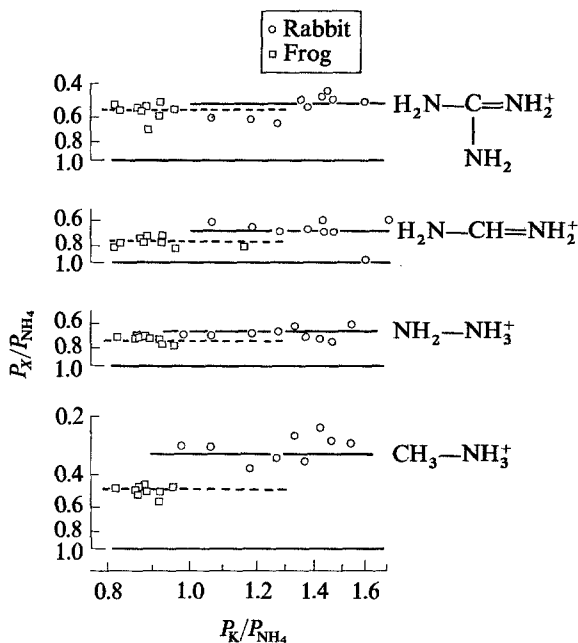 Rabbit
Frog
0.4
0.6
0.8
1.0
H₂N—C=NH₂⁺
NH₂
0.6
0.8
1.0
H₂N—CH=NH₂⁺
0.6
0.8
1.0
NH₂—NH₃⁺
0.2
0.4
0.6
0.8
1.0
CH₃—NH₃⁺
P_X/P_NH₄
0.8 1.0 1.2 1.4 1.6
P_K/P_NH₄